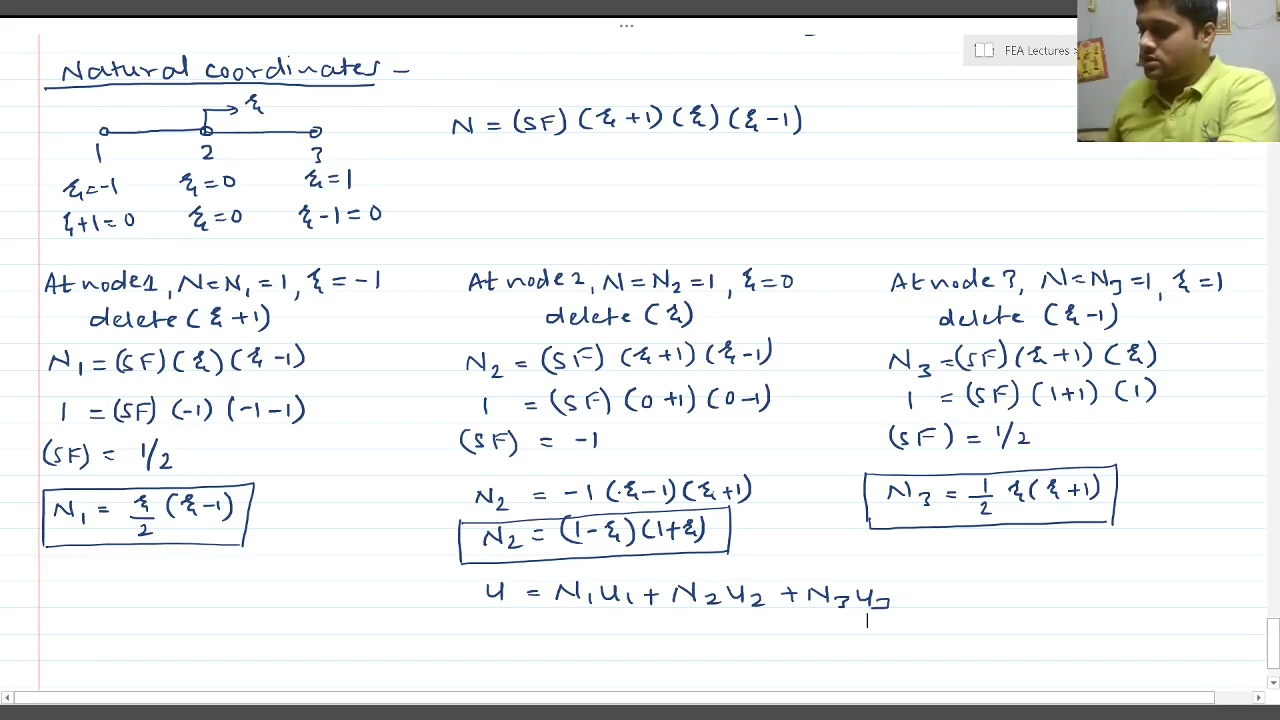 FEA Lectures >
Natural coordinates –
ξ
1 2 3
ξ = -1 ξ = 0 ξ = 1
ξ+1 = 0 ξ = 0 ξ -1 = 0
N = (SF) (ξ +1) (ξ) (ξ -1)
At node 1, N = N₁ = 1, ξ = -1
delete (ξ +1)
N₁ = (SF) (ξ) (ξ -1)
1 = (SF) (-1) (-1 -1)
(SF) = 1/2
N₁ = ξ/2 (ξ -1)
At node 2, N = N₂ = 1, ξ = 0
delete (ξ)
N₂ = (SF) (ξ +1) (ξ -1)
1 = (SF) (0 +1) (0 -1)
(SF) = -1
N₂ = -1 (ξ -1) (ξ +1)
N₂ = (1 - ξ) (1 + ξ)
At node 3, N = N₃ = 1, ξ = 1
delete (ξ -1)
N₃ = (SF) (ξ +1) (ξ)
1 = (SF) (1+1) (1)
(SF) = 1/2
N₃ = 1/2 ξ (ξ +1)
u = N₁u₁ + N₂u₂ + N₃u₃